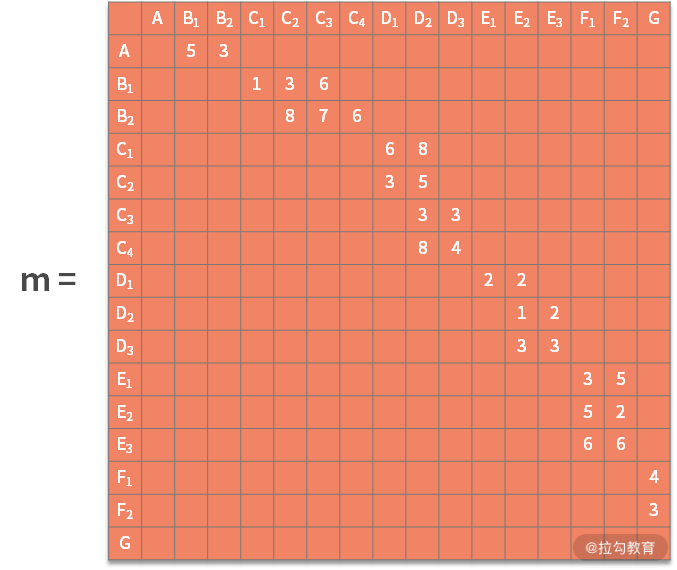 A B₁ B₂ C₁ C₂ C₃ C₄ D₁ D₂ D₃ E₁ E₂ E₃ F₁ F₂ G
A 5 3
B₁ 1 3 6
B₂ 8 7 6
C₁ 6 8
C₂ 3 5
C₃ 3 3
C₄ 8 4
m = D₁ 2 2
D₂ 1 2
D₃ 3 3
E₁ 3 5
E₂ 5 2
E₃ 6 6
F₁ 4
F₂ 3
G
@拉勾教育